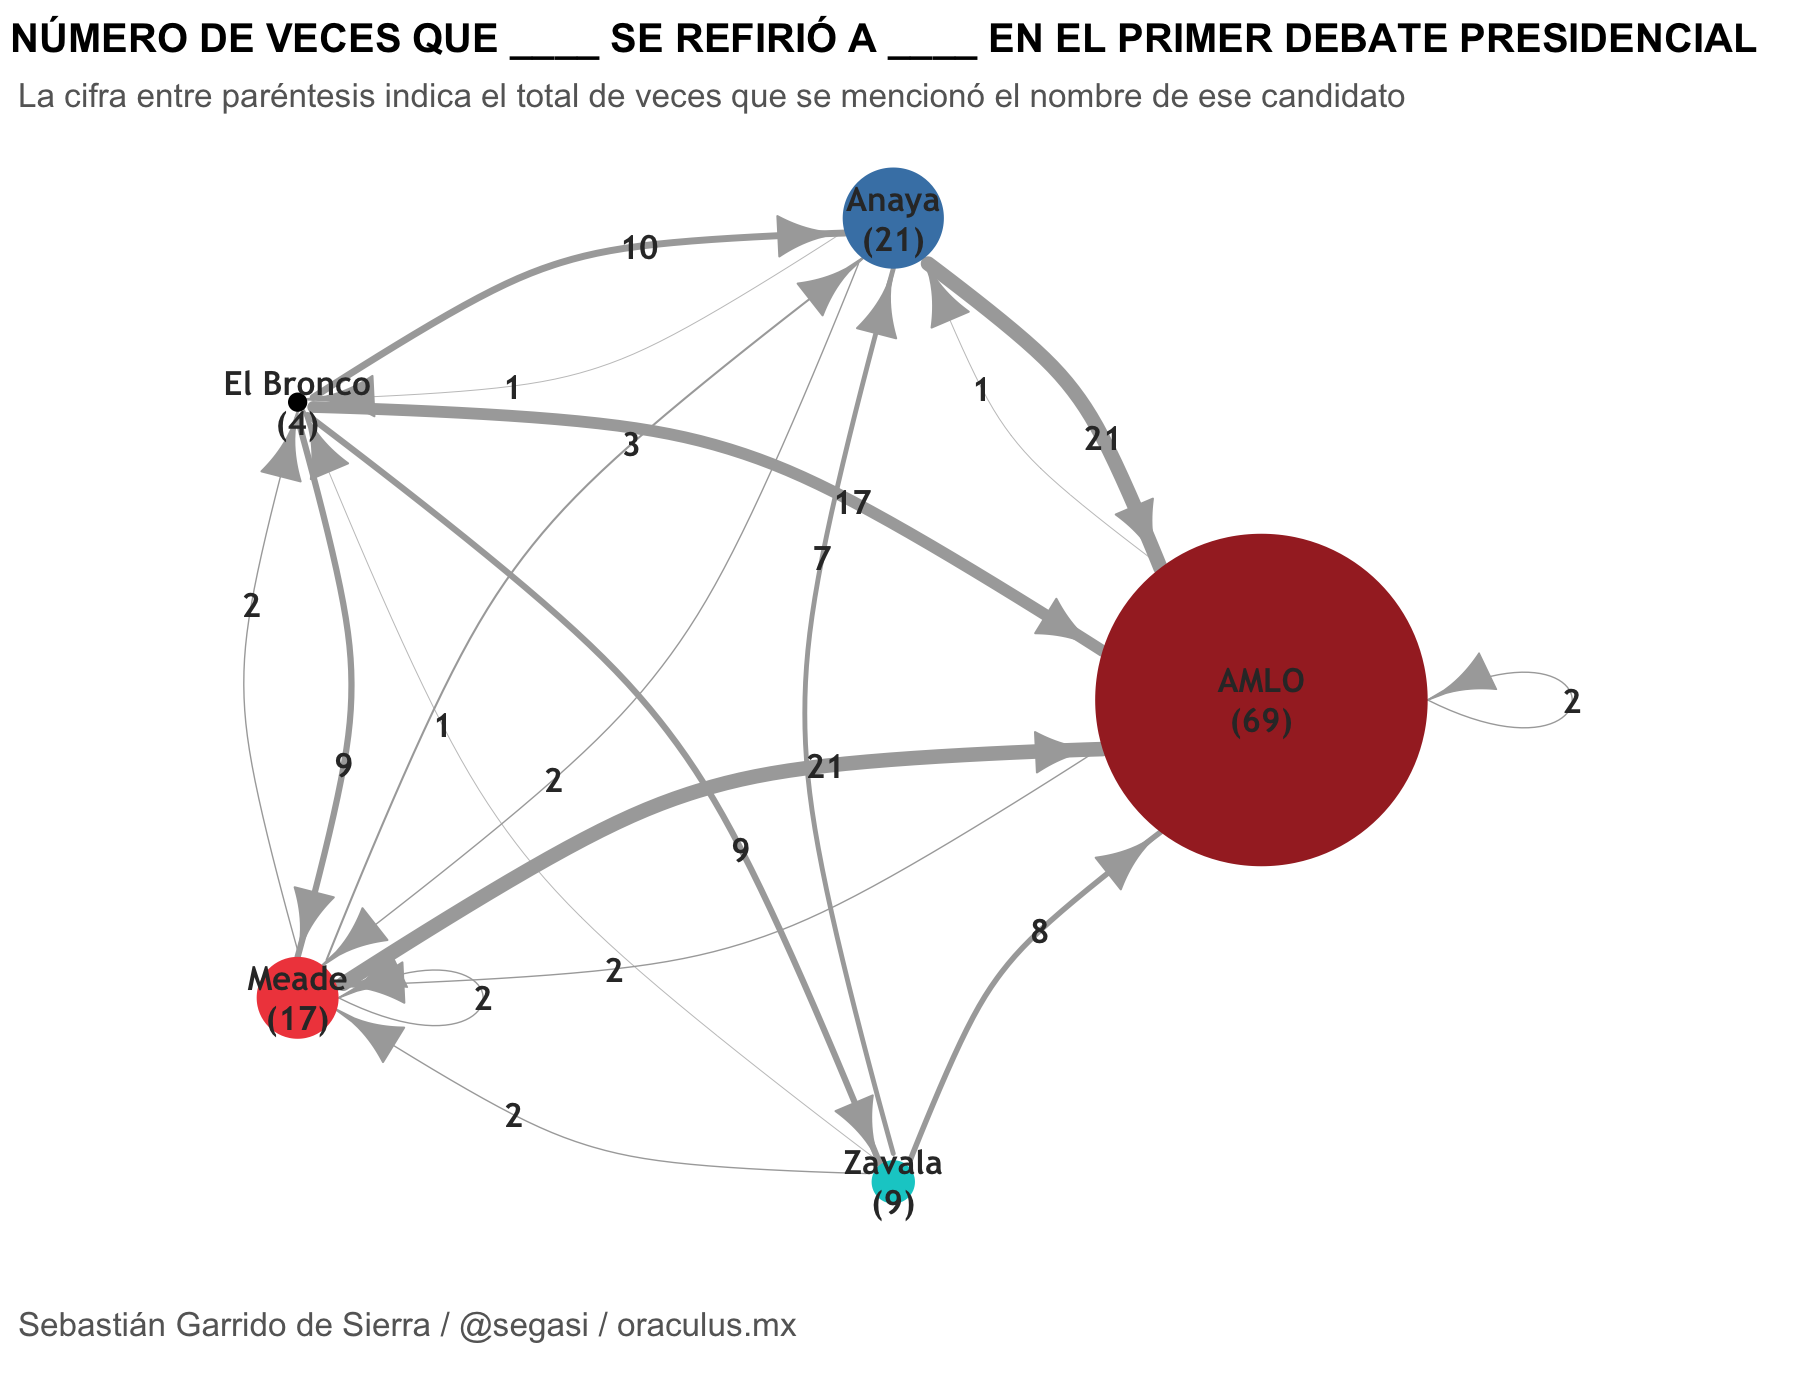 NÚMERO DE VECES QUE ____ SE REFIRIÓ A ____ EN EL PRIMER DEBATE PRESIDENCIAL
La cifra entre paréntesis indica el total de veces que se mencionó el nombre de ese candidato
Anaya
(21)
10
El Bronco
(4)
1
1
3
21
17
7
2
AMLO
(69)
2
1
9
21
2
9
8
2
Meade
(17)
2
2
Zavala
(9)
Sebastián Garrido de Sierra / @segasi / oraculus.mx